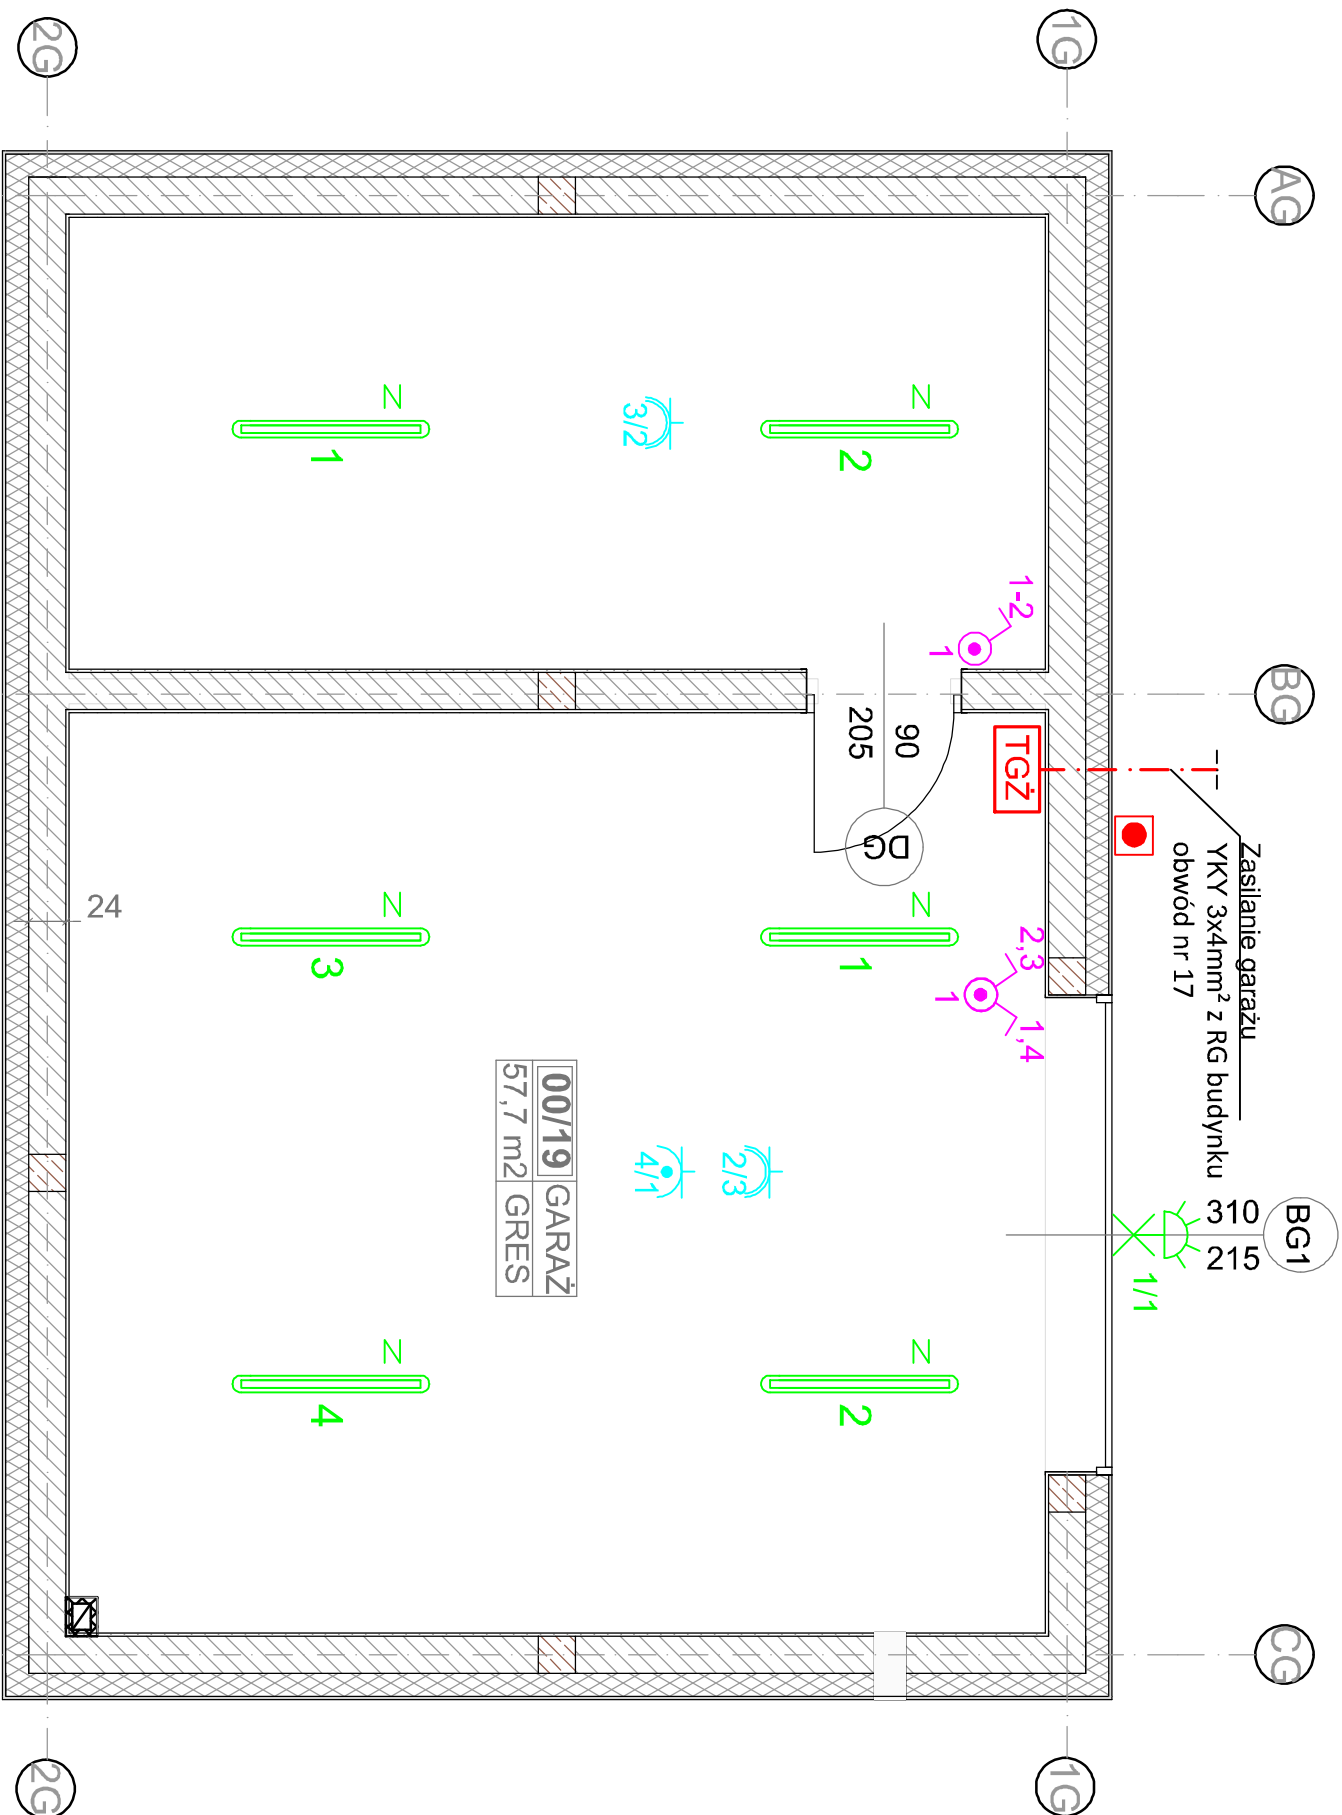 2G
1G
AG
BG
CG
2G
1G
N
1
N
2
3/2
1-2
1
90
205
DG
TGŻ
Zasilanie garażu
YKY 3x4mm² z RG budynku
obwód nr 17
24
N
3
N
1
2,3
1,4
1
00/19 GARAŻ
57,7 m2 GRES
4/1
2/3
310
215
BG1
1/1
N
4
N
2